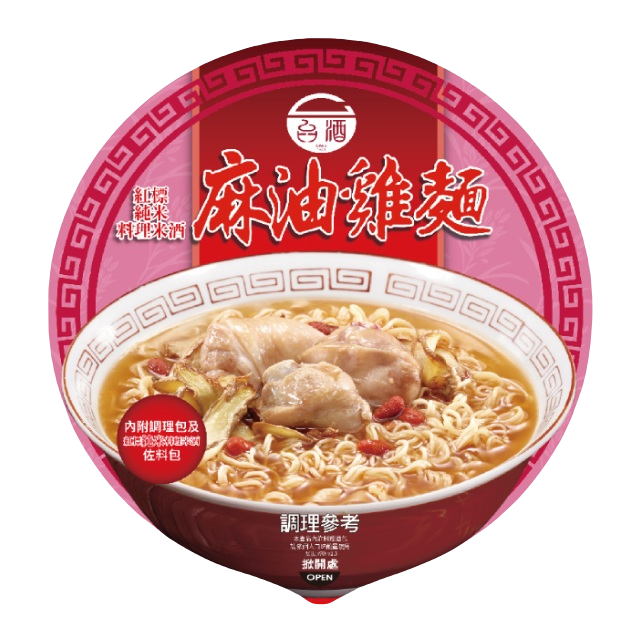 台酒
紅標
純米
料理米酒
麻油雞麵
內附調理包及
紅標純米料理米酒
佐料包
調理參考
掀開處
OPEN